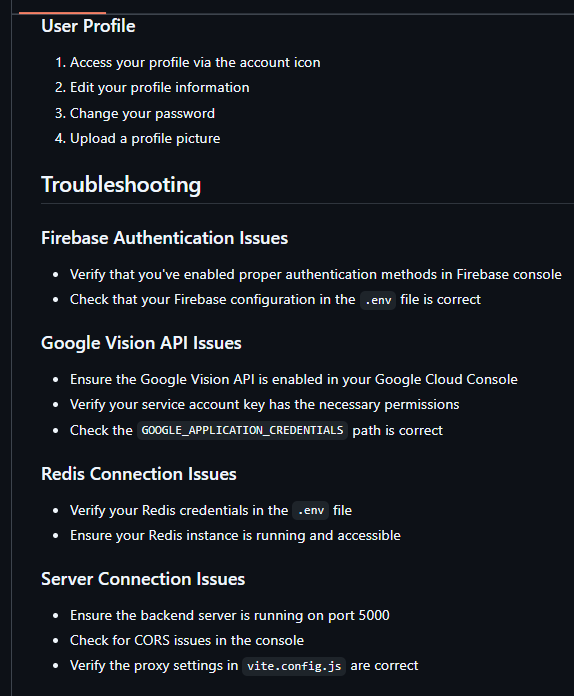 User Profile
1. Access your profile via the account icon
2. Edit your profile information
3. Change your password
4. Upload a profile picture
Troubleshooting
Firebase Authentication Issues
• Verify that you've enabled proper authentication methods in Firebase console
• Check that your Firebase configuration in the .env file is correct
Google Vision API Issues
• Ensure the Google Vision API is enabled in your Google Cloud Console
• Verify your service account key has the necessary permissions
• Check the GOOGLE_APPLICATION_CREDENTIALS path is correct
Redis Connection Issues
• Verify your Redis credentials in the .env file
• Ensure your Redis instance is running and accessible
Server Connection Issues
• Ensure the backend server is running on port 5000
• Check for CORS issues in the console
• Verify the proxy settings in vite.config.js are correct